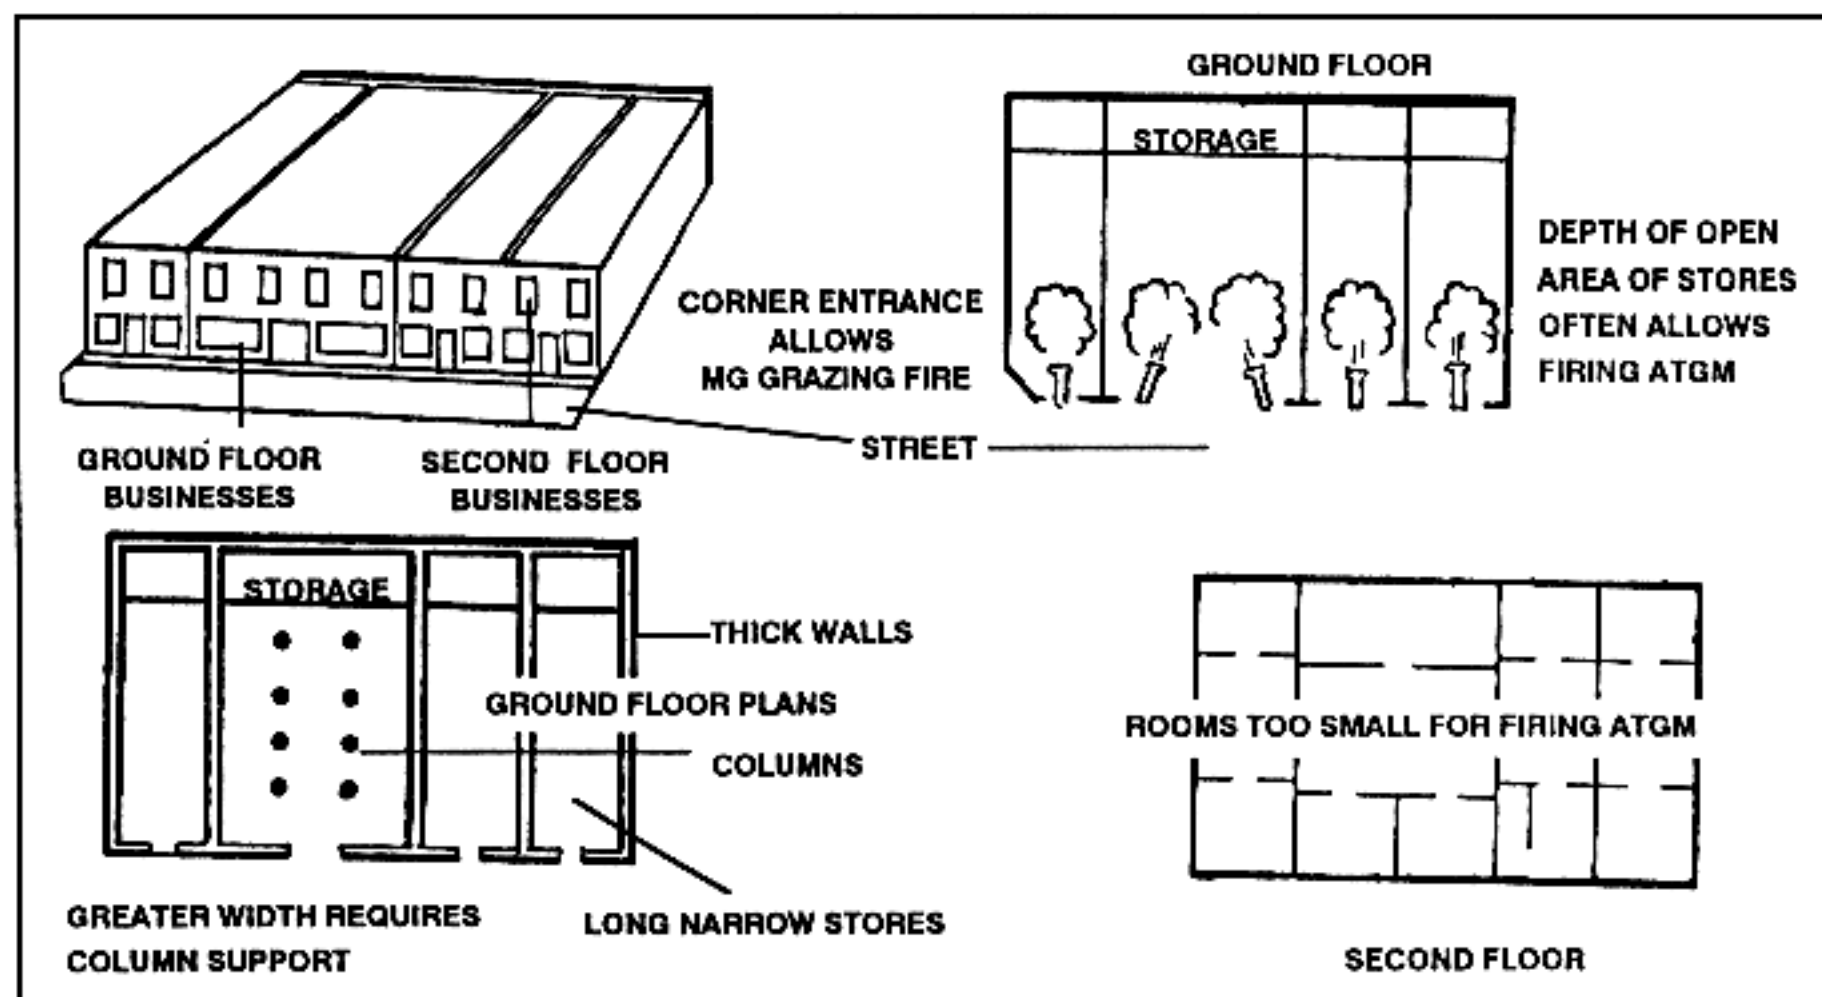 GROUND FLOOR
STORAGE
DEPTH OF OPEN
AREA OF STORES
OFTEN ALLOWS
FIRING ATGM
CORNER ENTRANCE
ALLOWS
MG GRAZING FIRE
STREET
GROUND FLOOR
BUSINESSES
SECOND FLOOR
BUSINESSES
STORAGE
THICK WALLS
GROUND FLOOR PLANS
COLUMNS
GREATER WIDTH REQUIRES
COLUMN SUPPORT
LONG NARROW STORES
ROOMS TOO SMALL FOR FIRING ATGM
SECOND FLOOR